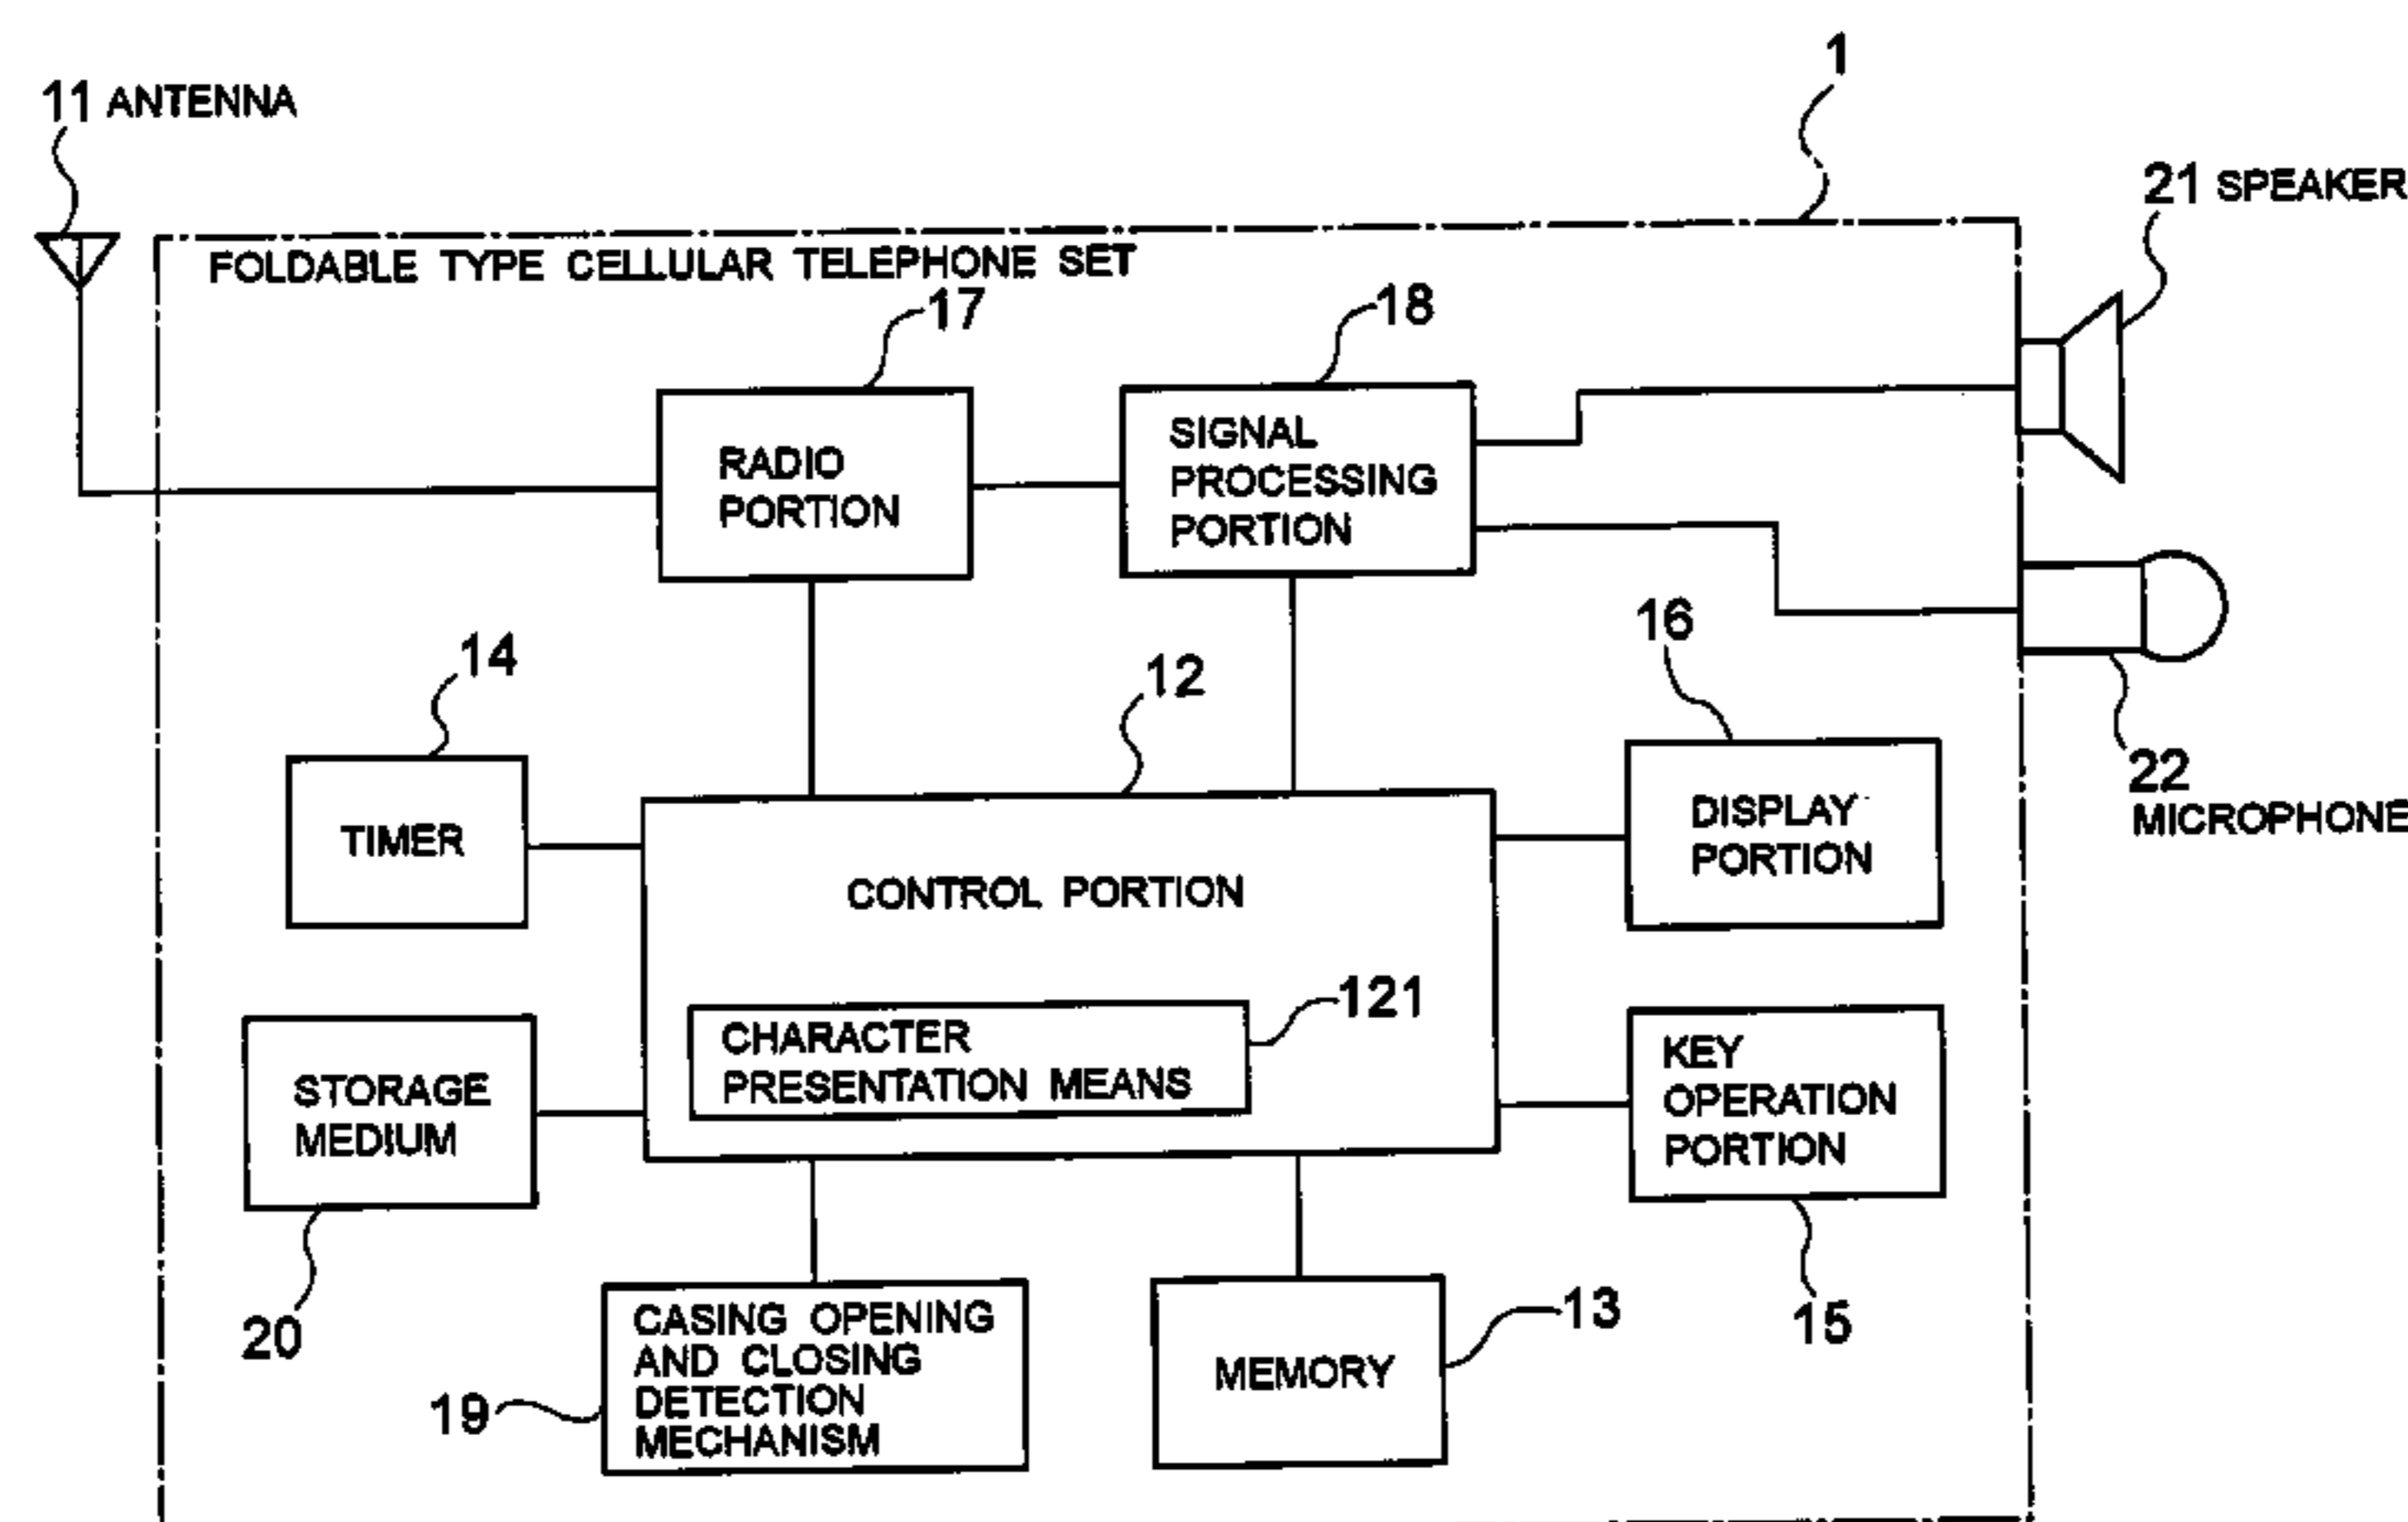 1
11 ANTENNA
21 SPEAKER
FOLDABLE TYPE CELLULAR TELEPHONE SET
17
18
RADIO
PORTION
SIGNAL
PROCESSING
PORTION
14
12
16
22
MICROPHONE
TIMER
CONTROL PORTION
DISPLAY
PORTION
121
CHARACTER
PRESENTATION MEANS
STORAGE
MEDIUM
KEY
OPERATION
PORTION
20
19
CASING OPENING
AND CLOSING
DETECTION
MECHANISM
MEMORY
13
15